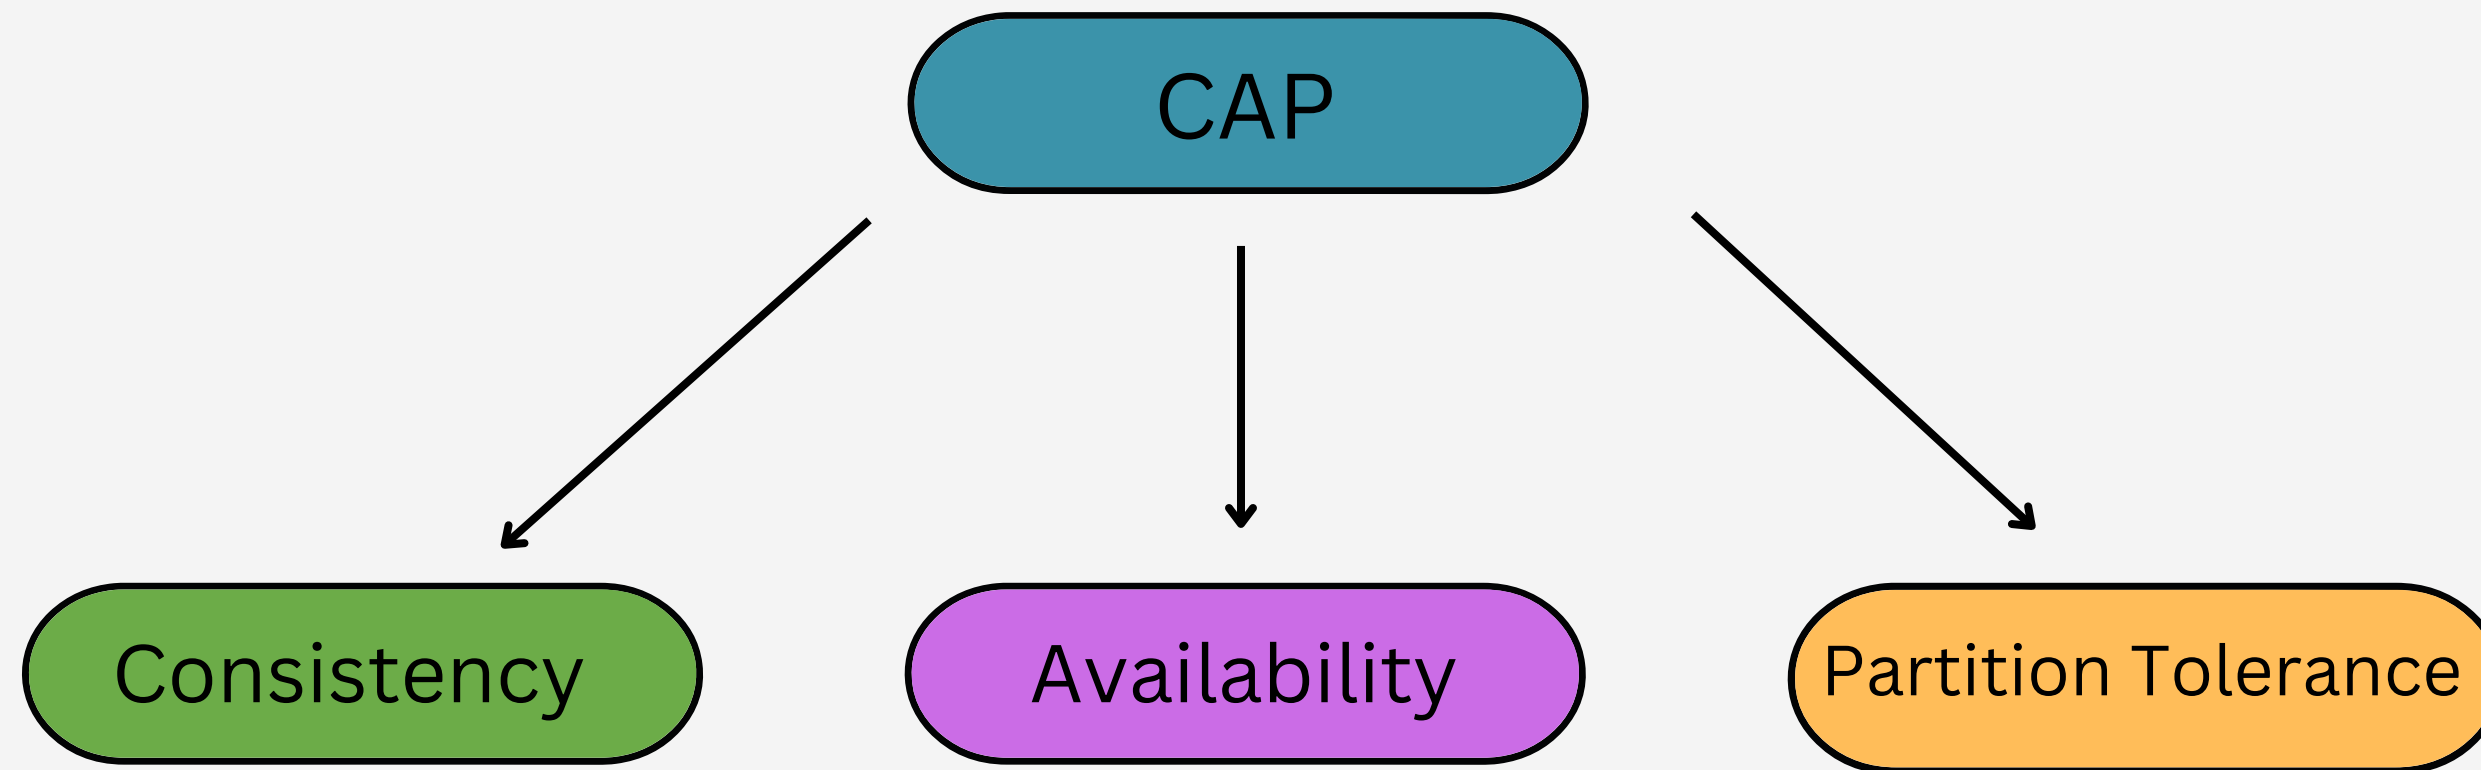 CAP
Consistency
Availability
Partition Tolerance